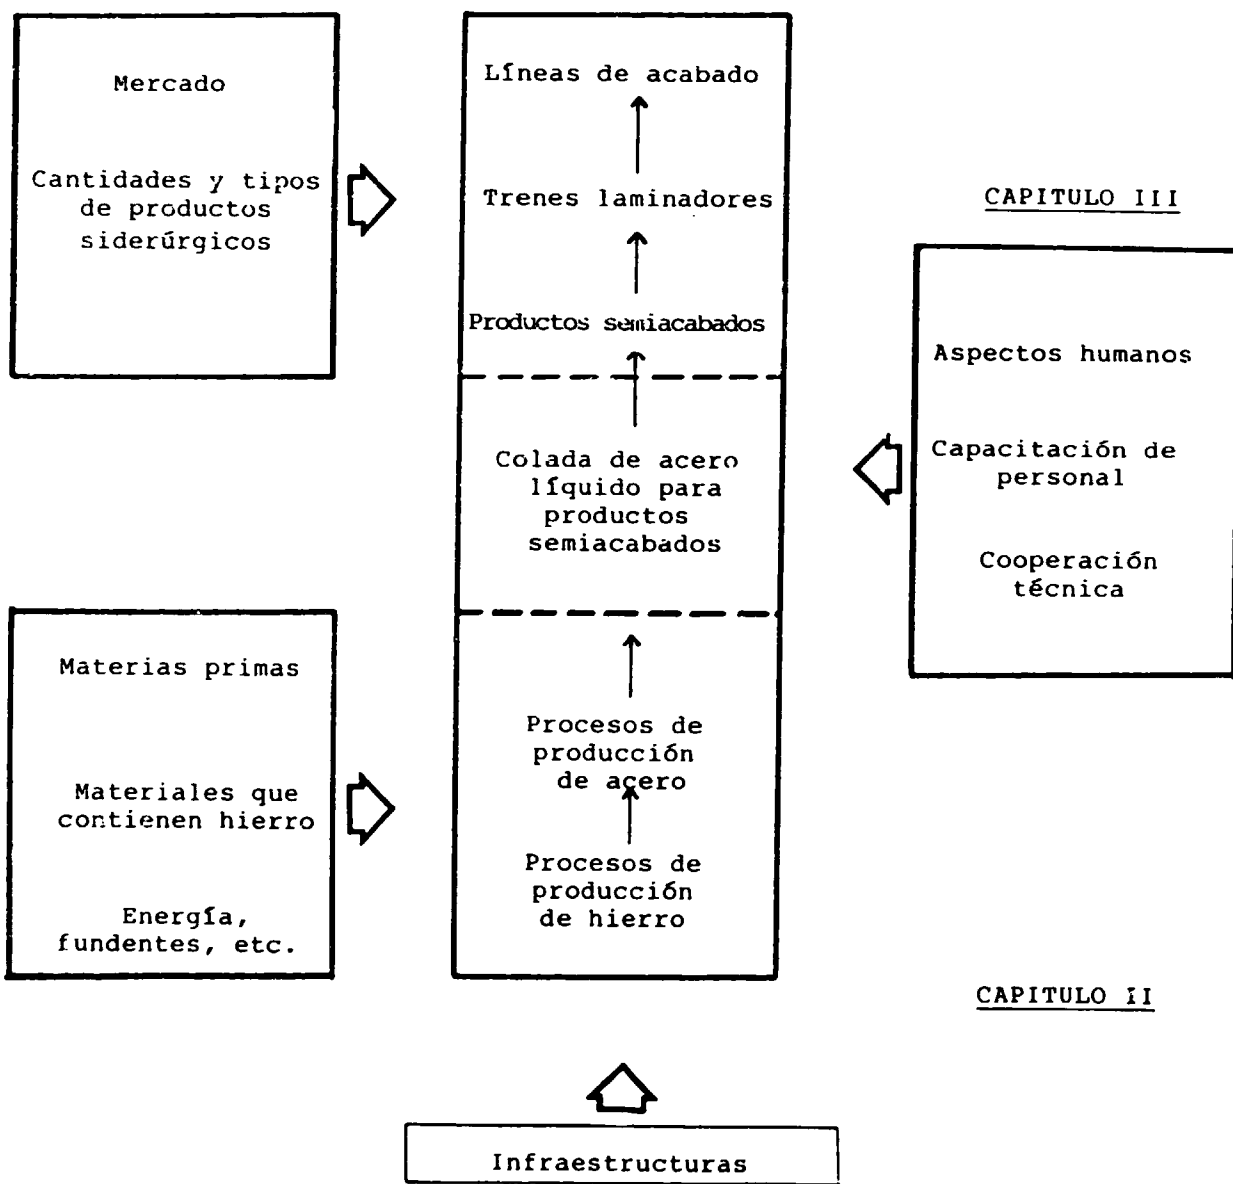 Mercado
Cantidades y tipos
de productos
siderúrgicos
Líneas de acabado
Trenes laminadores
Productos semiacabados
Colada de acero
líquido para
productos
semiacabados
CAPITULO III
Aspectos humanos
Capacitación de
personal
Cooperación
técnica
Materias primas
Materiales que
contienen hierro
Energía,
fundentes, etc.
Procesos de
producción
de acero
Procesos de
producción
de hierro
CAPITULO II
Infraestructuras